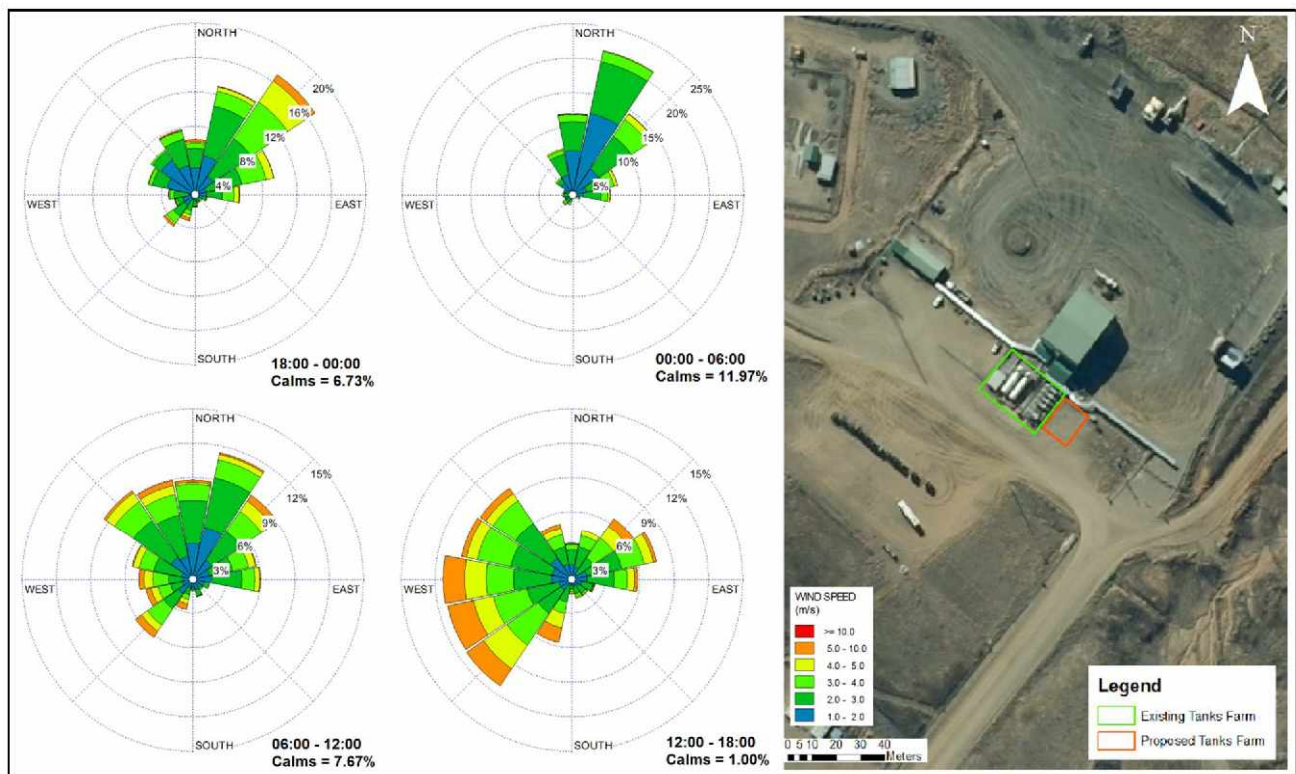 NORTH
20%
16%
12%
8%
4%
WEST
EAST
SOUTH
18:00 - 00:00
Calms = 6.73%
NORTH
25%
20%
15%
10%
5%
WEST
EAST
SOUTH
00:00 - 06:00
Calms = 11.97%
NORTH
15%
12%
9%
6%
3%
WEST
EAST
SOUTH
06:00 - 12:00
Calms = 7.67%
NORTH
15%
12%
9%
6%
3%
WEST
EAST
SOUTH
12:00 - 18:00
Calms = 1.00%
N
WIND SPEED
(m/s)
>= 10.0
5.0 - 10.0
4.0 - 5.0
3.0 - 4.0
2.0 - 3.0
1.0 - 2.0
0 5 10 20 30 40
Meters
Legend
Existing Tanks Farm
Proposed Tanks Farm